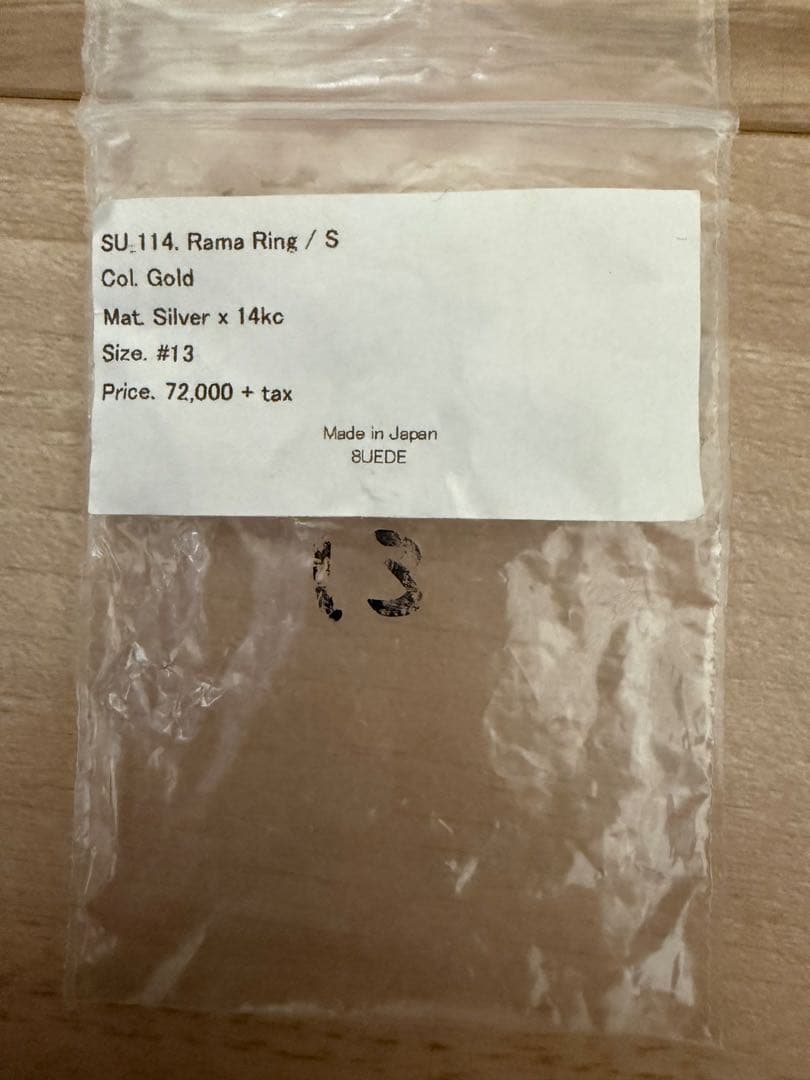 SU_114. Rama Ring / S
Col. Gold
Mat. Silver x 14kc
Size. #13
Price. 72,000 + tax
Made in Japan
8UEDE
13